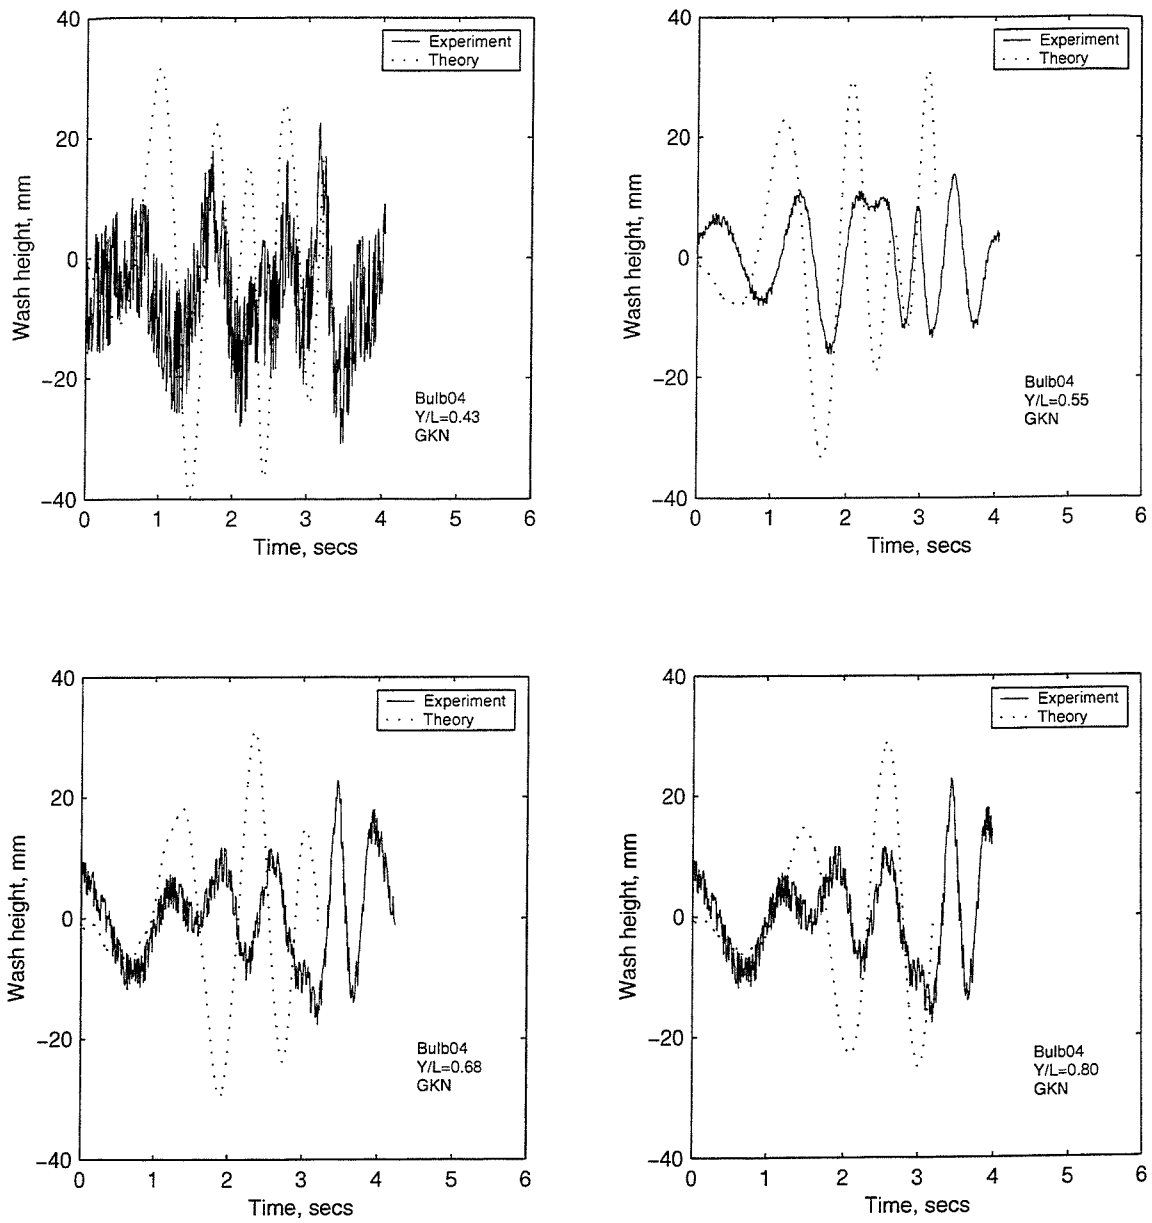 40
20
0
−20
−40
0 1 2 3 4 5 6
Wash height, mm
Time, secs
Experiment
Theory
Bulb04
Y/L=0.43
GKN
40
20
0
−20
−40
0 1 2 3 4 5 6
Wash height, mm
Time, secs
Experiment
Theory
Bulb04
Y/L=0.55
GKN
40
20
0
−20
−40
0 1 2 3 4 5 6
Wash height, mm
Time, secs
Experiment
Theory
Bulb04
Y/L=0.68
GKN
40
20
0
−20
−40
0 1 2 3 4 5 6
Wash height, mm
Time, secs
Experiment
Theory
Bulb04
Y/L=0.80
GKN